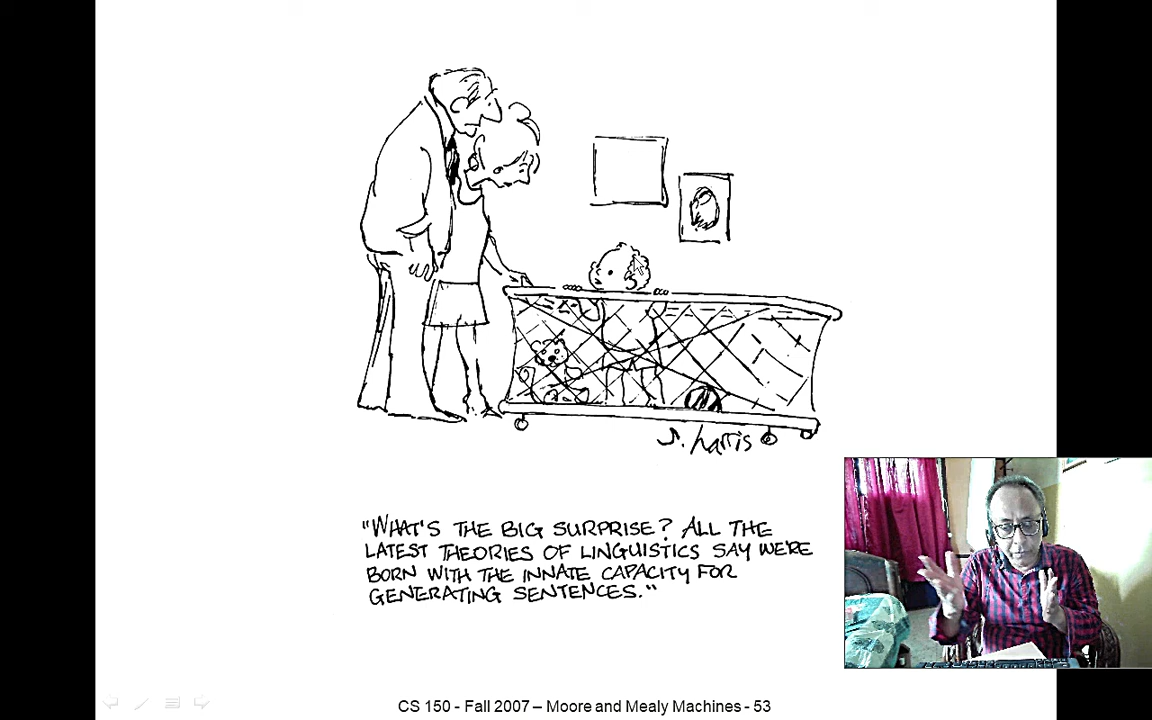 S. harris
"WHAT'S THE BIG SURPRISE? ALL THE
LATEST THEORIES OF LINGUISTICS SAY WE'RE
BORN WITH THE INNATE CAPACITY FOR
GENERATING SENTENCES."
CS 150 - Fall 2007 – Moore and Mealy Machines - 53